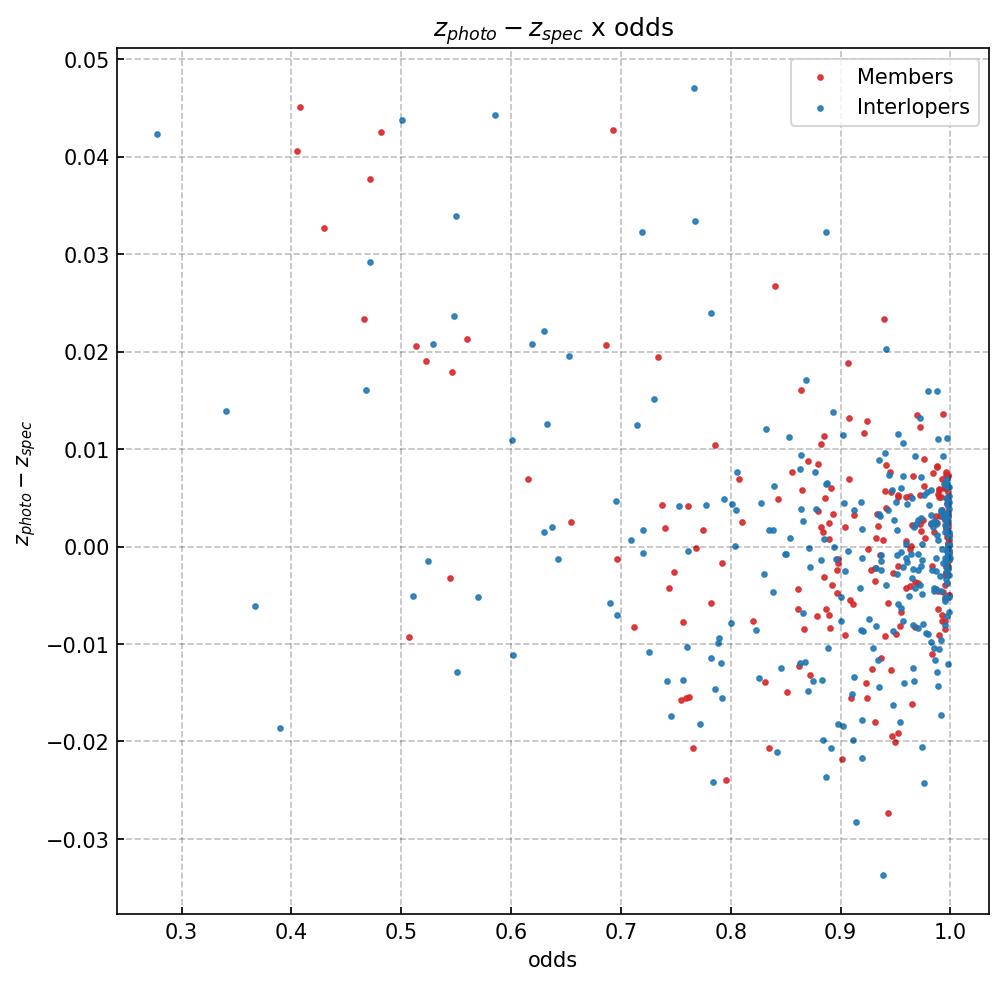 z_photo − z_spec x odds
Members
Interlopers
z_photo − z_spec
0.05
0.04
0.03
0.02
0.01
0.00
−0.01
−0.02
−0.03
0.3 0.4 0.5 0.6 0.7 0.8 0.9 1.0
odds